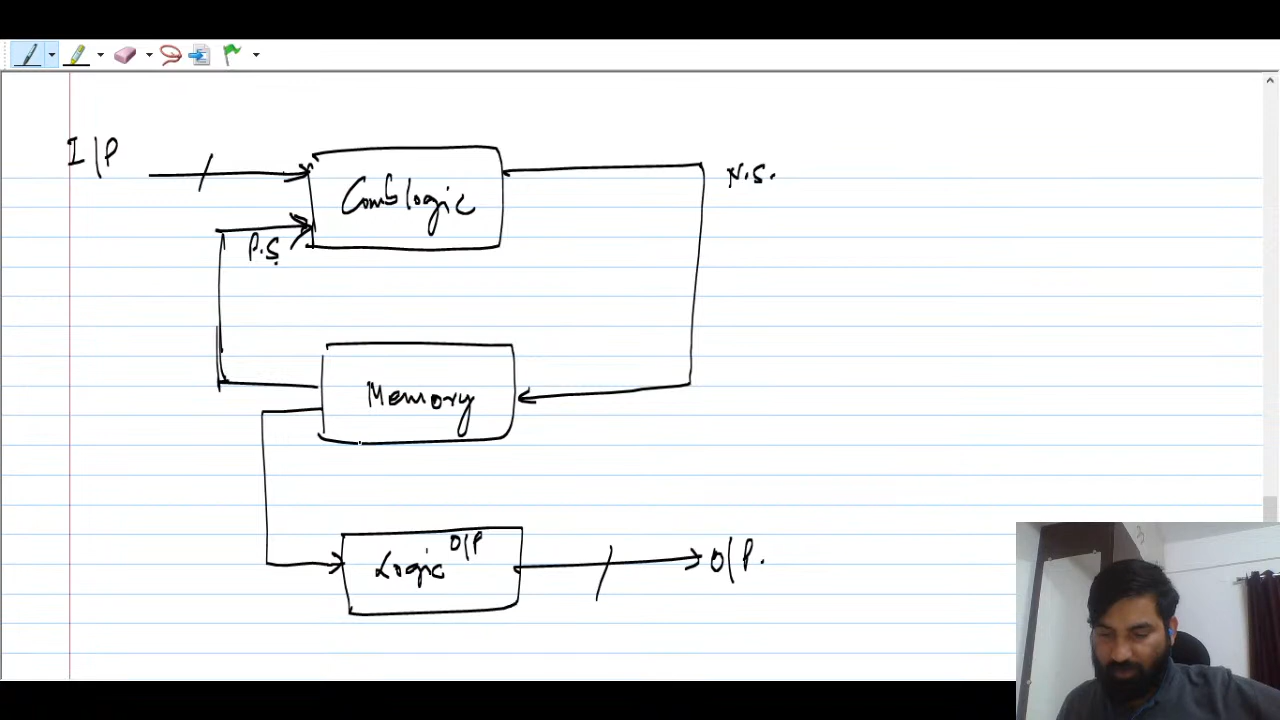 I|P
Comb logic
N.S.
P.S.
Memory
Logic O|P
O|P.